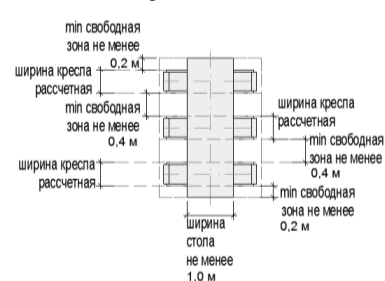 min свободная
зона не менее
0,2 м
ширина кресла
рассчетная
min свободная
зона не менее
0,4 м
ширина кресла
рассчетная
ширина кресла
рассчетная
min свободная
зона не менее
0,4 м
min свободная
зона не менее
0,2 м
ширина
стола
не менее
1,0 м